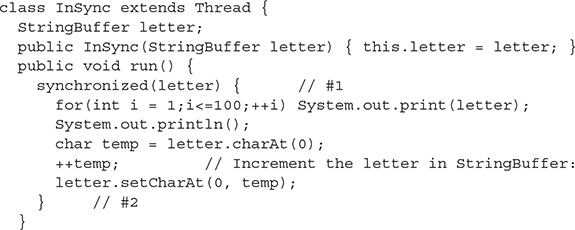 class InSync extends Thread {
  StringBuffer letter;
  public InSync(StringBuffer letter) { this.letter = letter; }
  public void run() {
    synchronized(letter) {      // #1
      for(int i = 1;i<=100;++i) System.out.print(letter);
      System.out.println();
      char temp = letter.charAt(0);
      ++temp;         // Increment the letter in StringBuffer:
      letter.setCharAt(0, temp);
    }     // #2
  }